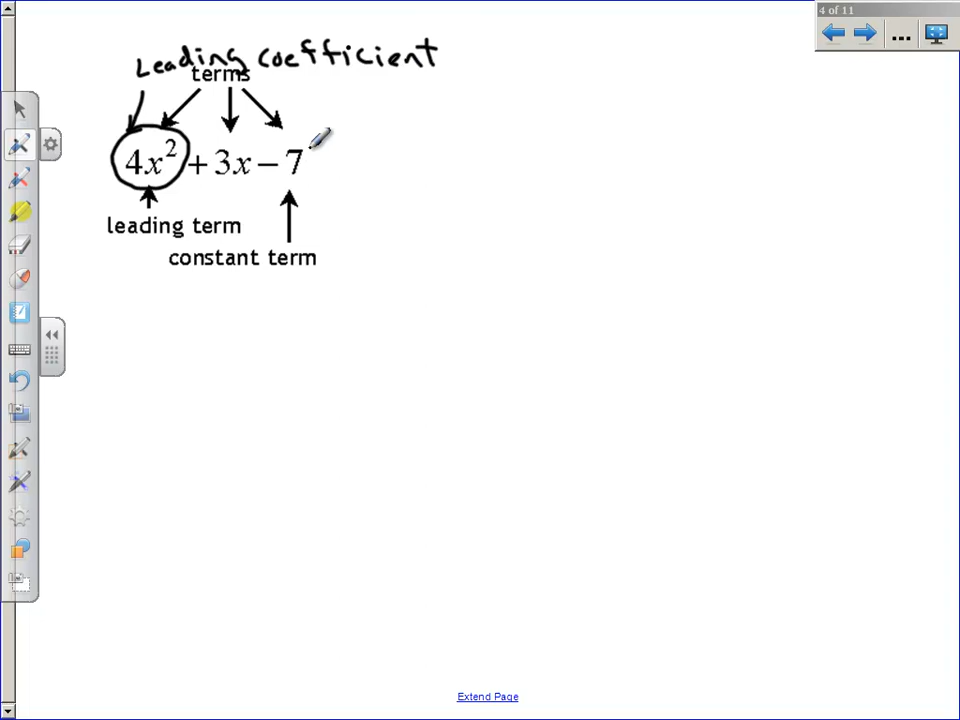 4 of 11
Leading coefficient
terms
4x² + 3x − 7
leading term
constant term
Extend Page